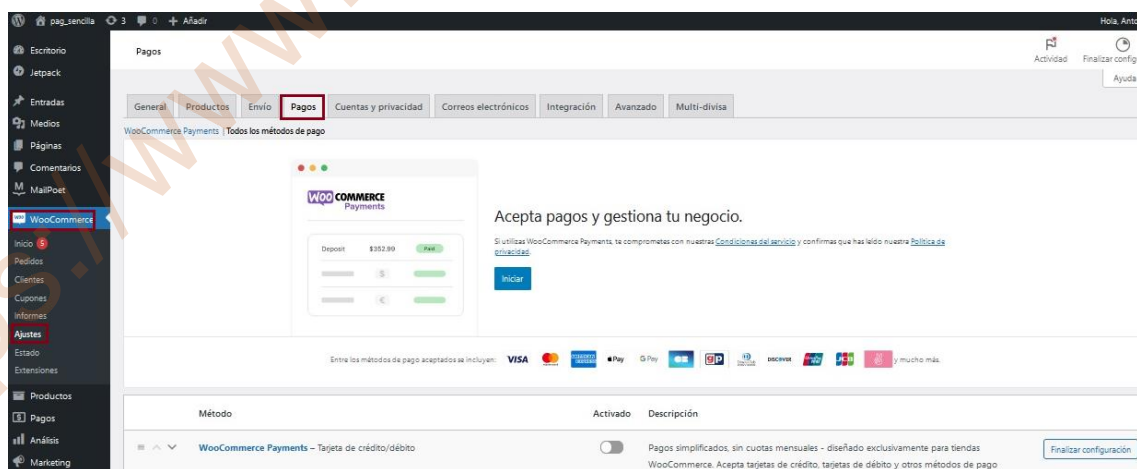 pag_sencilla 3 0 + Añadir Hola, Anto
Escritorio
Jetpack
Entradas
Medios
Páginas
Comentarios
MailPoet
WooCommerce
Inicio 5
Pedidos
Clientes
Cupones
Informes
Ajustes
Estado
Extensiones
Productos
Pagos
Análisis
Marketing
Pagos
Actividad Finalizar config
Ayuda
General Productos Envío Pagos Cuentas y privacidad Correos electrónicos Integración Avanzado Multi-divisa
WooCommerce Payments | Todos los métodos de pago
WOO COMMERCE
Payments
Deposit $352.99 Paid
$
€
Acepta pagos y gestiona tu negocio.
Si utilizas WooCommerce Payments, te comprometes con nuestras Condiciones del servicio y confirmas que has leído nuestra Política de
privacidad.
Iniciar
Entre los métodos de pago aceptados se incluyen: VISA Pay G Pay DISCOVER JCB y mucho más.
Método Activado Descripción
WooCommerce Payments – Tarjeta de crédito/débito Pagos simplificados, sin cuotas mensuales - diseñado exclusivamente para tiendas Finalizar configuración
WooCommerce. Acepta tarjetas de crédito, tarjetas de débito y otros métodos de pago